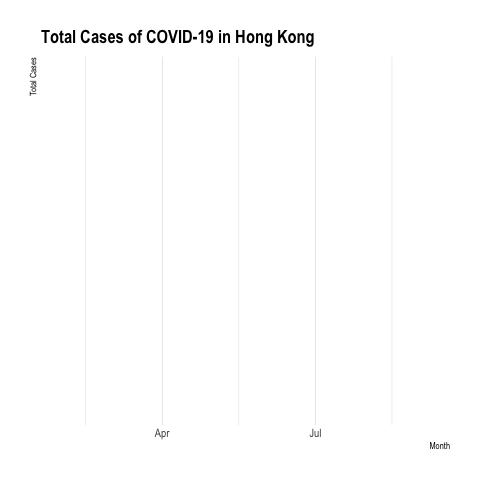 Total Cases of COVID-19 in Hong Kong
Total Cases
Apr
Jul
Month